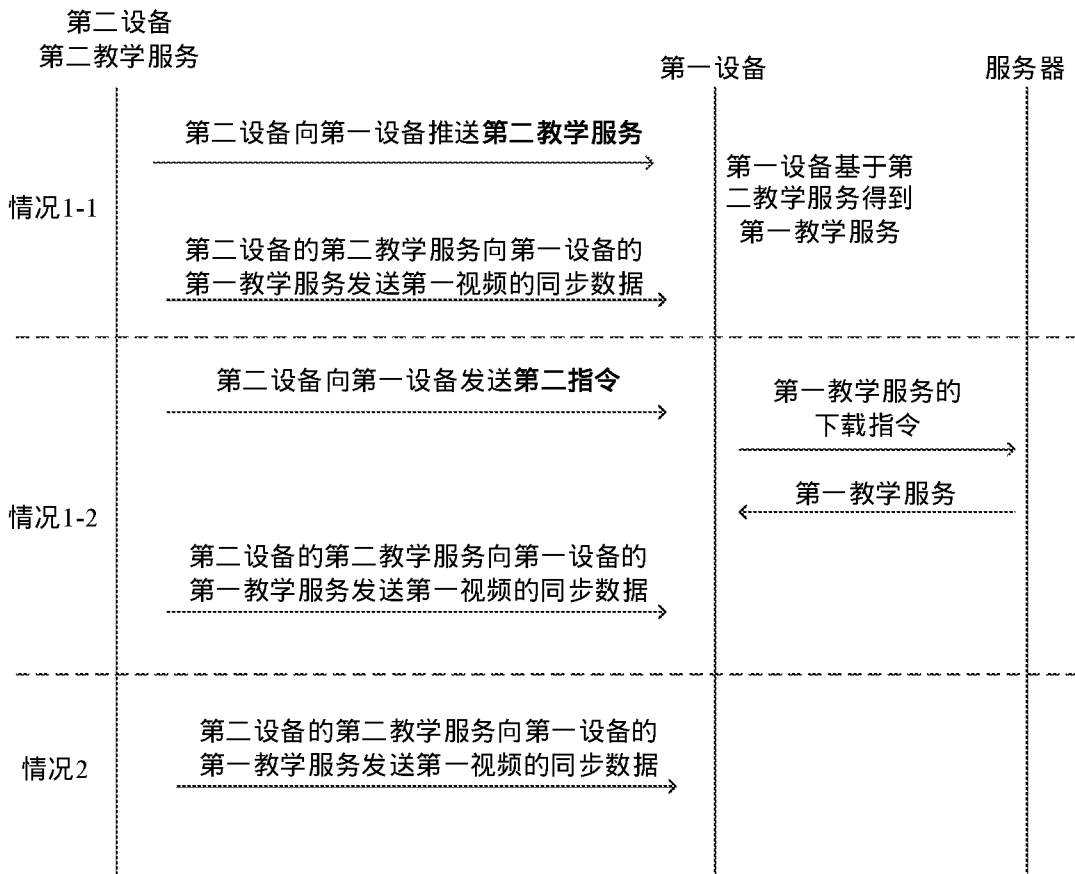 第二设备
第二教学服务
第一设备
服务器
第二设备向第一设备推送第二教学服务
第一设备基于第
二教学服务得到
第一教学服务
情况1-1
第二设备的第二教学服务向第一设备的
第一教学服务发送第一视频的同步数据
第二设备向第一设备发送第二指令
第一教学服务的
下载指令
第一教学服务
情况1-2
第二设备的第二教学服务向第一设备的
第一教学服务发送第一视频的同步数据
第二设备的第二教学服务向第一设备的
第一教学服务发送第一视频的同步数据
情况2